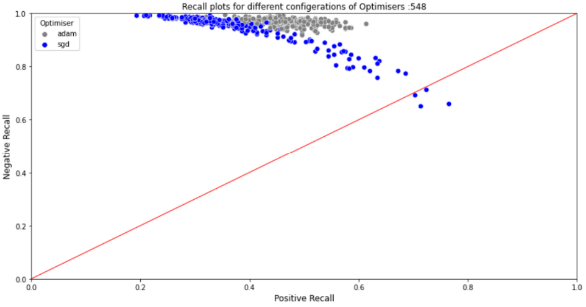 Recall plots for different configerations of Optimisers :548
Optimiser
adam
sgd
1.0
0.8
0.6
0.4
0.2
0.0
Negative Recall
0.0 0.2 0.4 0.6 0.8 1.0
Positive Recall